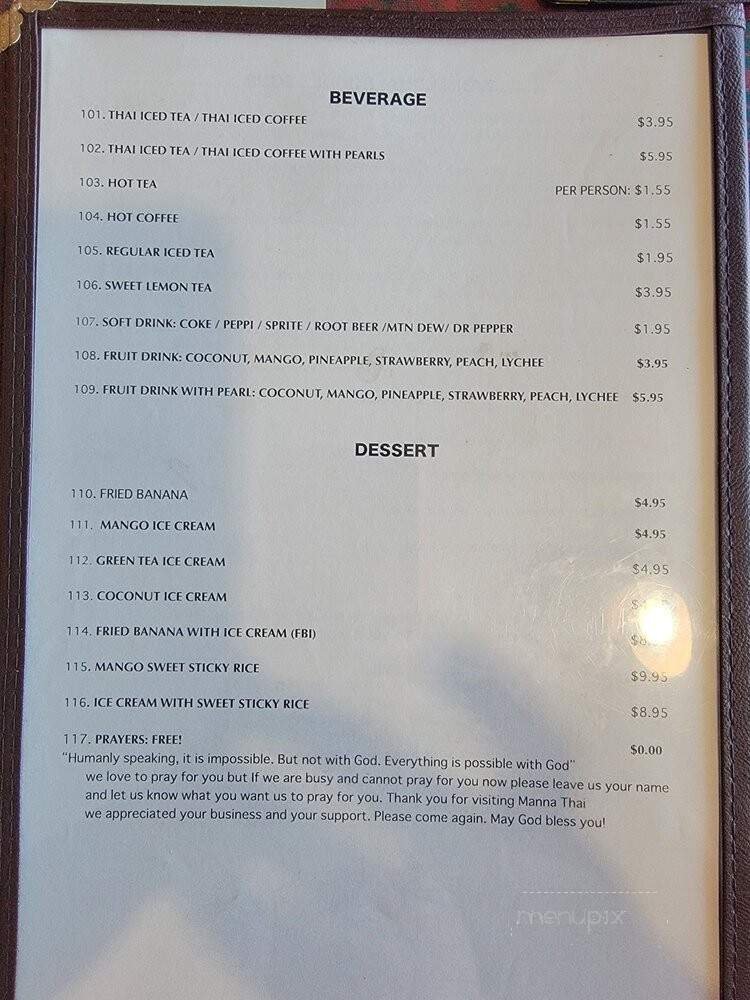 BEVERAGE
101. THAI ICED TEA / THAI ICED COFFEE $3.95
102. THAI ICED TEA / THAI ICED COFFEE WITH PEARLS $5.95
103. HOT TEA PER PERSON: $1.55
104. HOT COFFEE $1.55
105. REGULAR ICED TEA $1.95
106. SWEET LEMON TEA $3.95
107. SOFT DRINK: COKE / PEPPI / SPRITE / ROOT BEER /MTN DEW/ DR PEPPER $1.95
108. FRUIT DRINK: COCONUT, MANGO, PINEAPPLE, STRAWBERRY, PEACH, LYCHEE $3.95
109. FRUIT DRINK WITH PEARL: COCONUT, MANGO, PINEAPPLE, STRAWBERRY, PEACH, LYCHEE $5.95
DESSERT
110. FRIED BANANA $4.95
111. MANGO ICE CREAM $4.95
112. GREEN TEA ICE CREAM $4.95
113. COCONUT ICE CREAM
114. FRIED BANANA WITH ICE CREAM (FBI)
115. MANGO SWEET STICKY RICE $9.95
116. ICE CREAM WITH SWEET STICKY RICE $8.95
117. PRAYERS: FREE! $0.00
"Humanly speaking, it is impossible. But not with God. Everything is possible with God"
we love to pray for you but If we are busy and cannot pray for you now please leave us your name
and let us know what you want us to pray for you. Thank you for visiting Manna Thai
we appreciated your business and your support. Please come again. May God bless you!
menupix